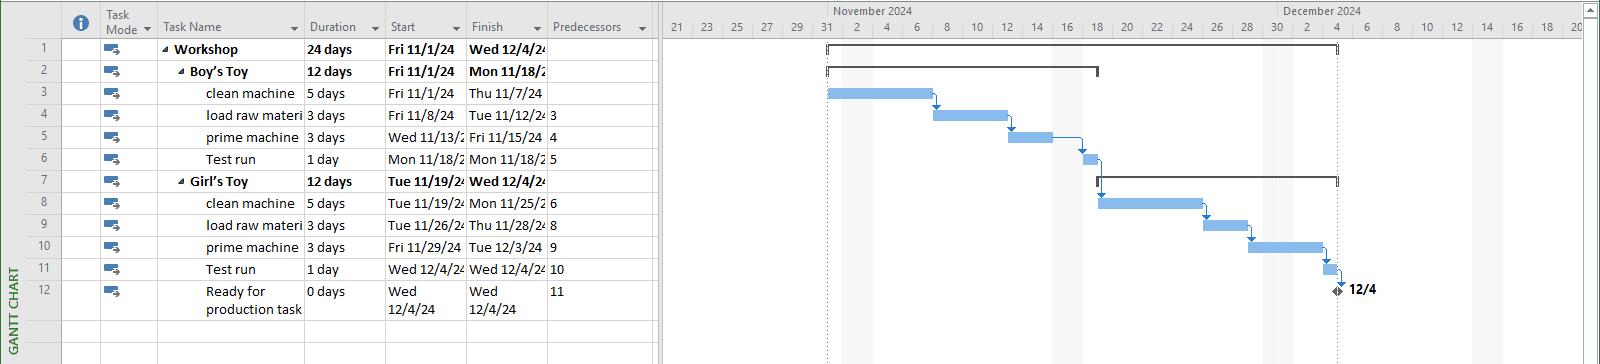 Task Mode Task Name Duration Start Finish Predecessors
November 2024 December 2024
21 23 25 27 29 31 2 4 6 8 10 12 14 16 18 20 22 24 26 28 30 2 4 6 8 10 12 14 16 18 20
1 Workshop 24 days Fri 11/1/24 Wed 12/4/24
2 Boy's Toy 12 days Fri 11/1/24 Mon 11/18/2
3 clean machine 5 days Fri 11/1/24 Thu 11/7/24
4 load raw materi 3 days Fri 11/8/24 Tue 11/12/24 3
5 prime machine 3 days Wed 11/13/2 Fri 11/15/24 4
6 Test run 1 day Mon 11/18/2 Mon 11/18/2 5
7 Girl's Toy 12 days Tue 11/19/24 Wed 12/4/24
8 clean machine 5 days Tue 11/19/24 Mon 11/25/2 6
9 load raw materi 3 days Tue 11/26/24 Thu 11/28/24 8
10 prime machine 3 days Fri 11/29/24 Tue 12/3/24 9
11 Test run 1 day Wed 12/4/24 Wed 12/4/24 10
12 Ready for production task 0 days Wed 12/4/24 Wed 12/4/24 11
12/4
GANTT CHART